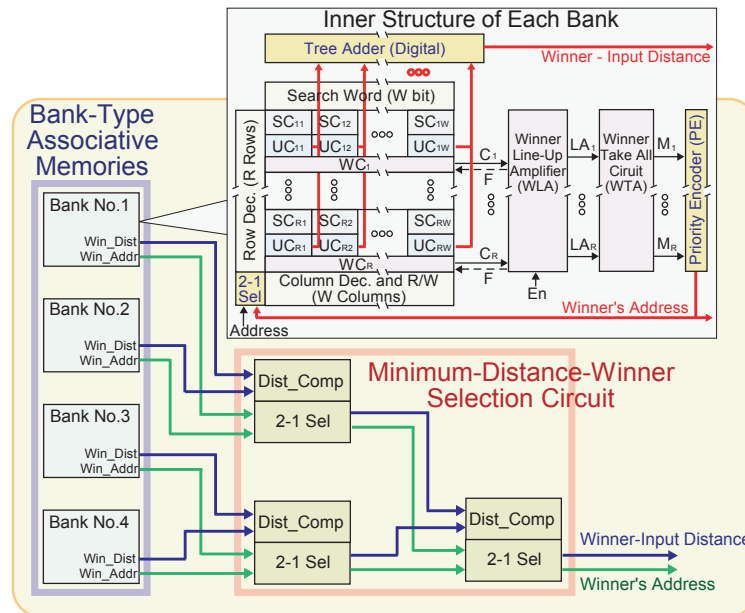 Inner Structure of Each Bank
Tree Adder (Digital)
Winner - Input Distance
Search Word (W bit)
Row Dec. (R Rows)
SC11 SC12 SC1W
UC11 UC12 UC1W
WC1
SCR1 SCR2 SCRW
UCR1 UCR2 UCRW
WCR
Column Dec. and R/W
(W Columns)
2-1
Sel
Address
C1
F
CR
F
Winner
Line-Up
Amplifier
(WLA)
En
LA1
LAR
Winner
Take All
Ciruit
(WTA)
M1
MR
Priority Encoder (PE)
Winner's Address
Bank-Type
Associative
Memories
Bank No.1
Win_Dist
Win_Addr
Bank No.2
Win_Dist
Win_Addr
Bank No.3
Win_Dist
Win_Addr
Bank No.4
Win_Dist
Win_Addr
Minimum-Distance-Winner
Selection Circuit
Dist_Comp
2-1 Sel
Dist_Comp
2-1 Sel
Dist_Comp
2-1 Sel
Winner-Input Distance
Winner's Address